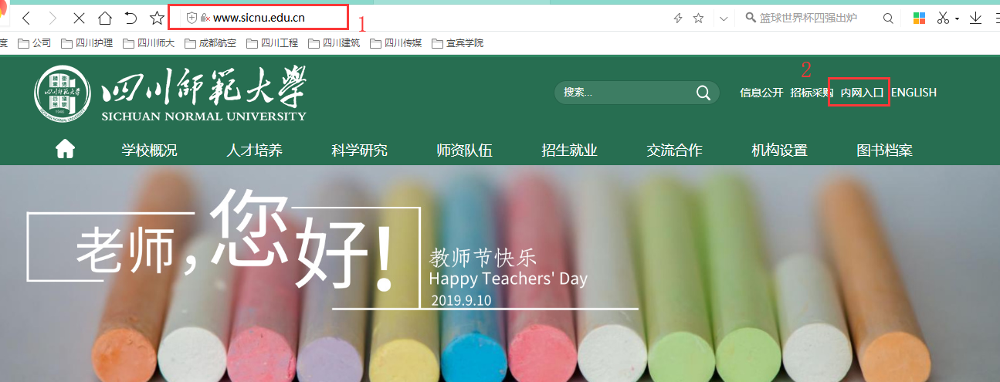 www.sicnu.edu.cn
1
篮球世界杯四强出炉
度 公司 四川护理 四川师大 成都航空 四川工程 四川建筑 四川传媒 宜宾学院
2
四川师範大學
SICHUAN NORMAL UNIVERSITY
1946
搜索...
信息公开 招标采购 内网入口 ENGLISH
学校概况 人才培养 科学研究 师资队伍 招生就业 交流合作 机构设置 图书档案
老师,您好!
教师节快乐
Happy Teachers' Day
2019.9.10